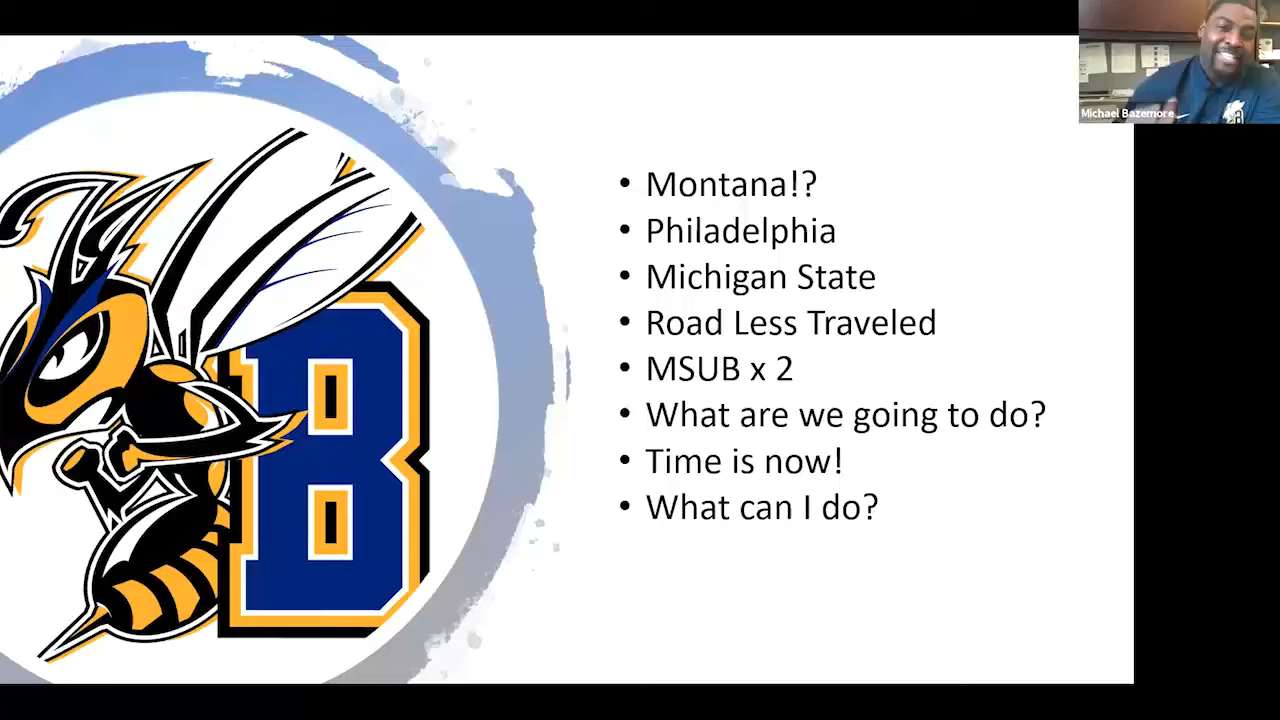 Michael Bazemore
B
• Montana!?
• Philadelphia
• Michigan State
• Road Less Traveled
• MSUB x 2
• What are we going to do?
• Time is now!
• What can I do?